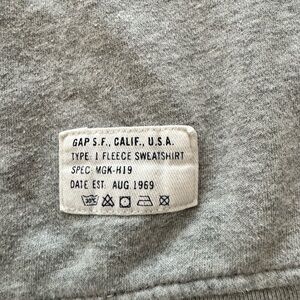 GAP S.F., CALIF., U.S.A.
TYPE: 1 FLEECE SWEATSHIRT
SPEC: MGK-H19
DATE EST. AUG 1969